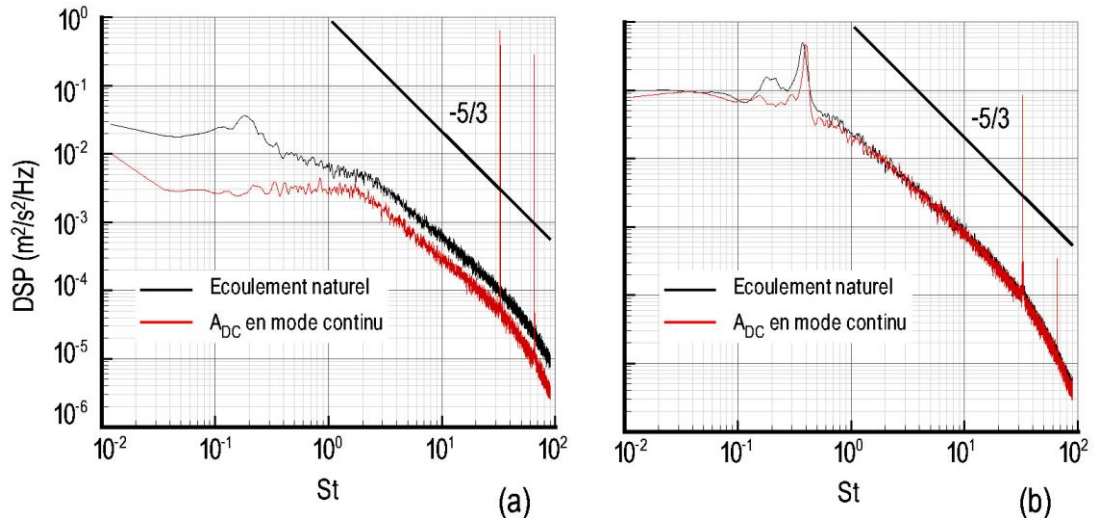 10⁰
10⁻¹
10⁻²
10⁻³
10⁻⁴
10⁻⁵
10⁻⁶
DSP (m²/s²/Hz)
-5/3
Ecoulement naturel
A_DC en mode continu
10⁻² 10⁻¹ 10⁰ 10¹ 10²
St
(a)
-5/3
Ecoulement naturel
A_DC en mode continu
10⁻² 10⁻¹ 10⁰ 10¹ 10²
St
(b)